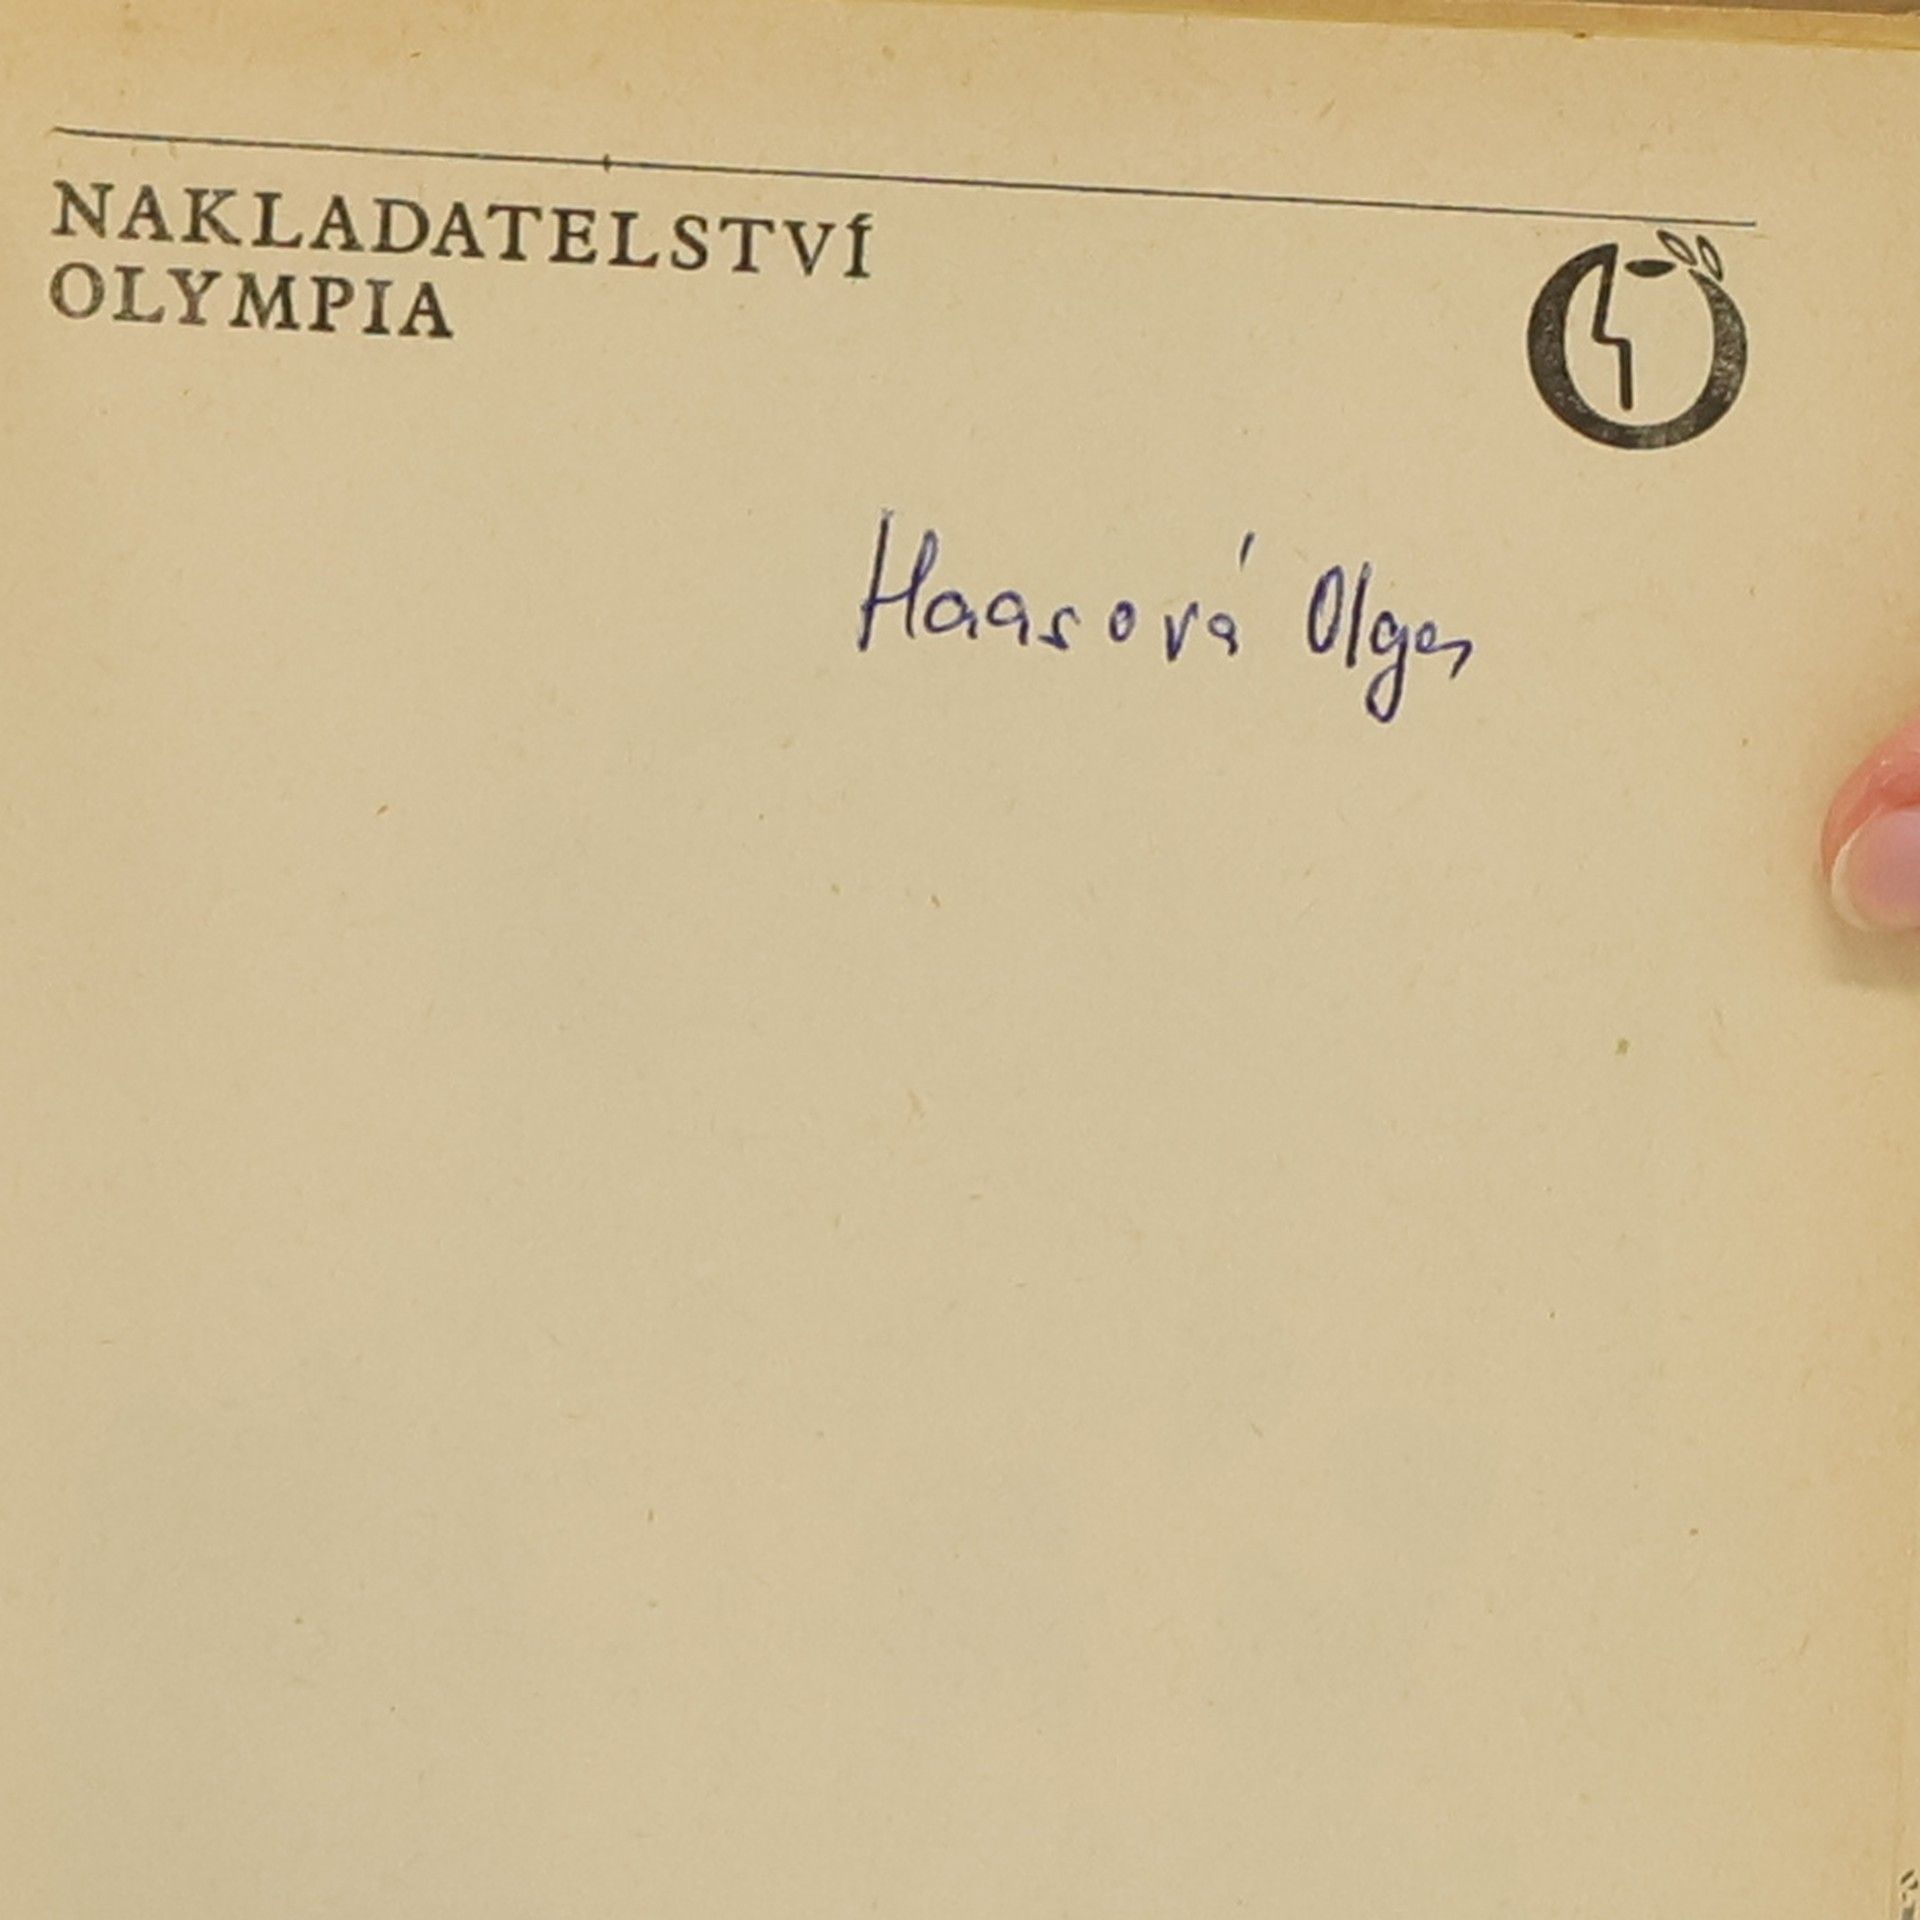 NAKLADATELSTVÍ
OLYMPIA
Haasová Olga